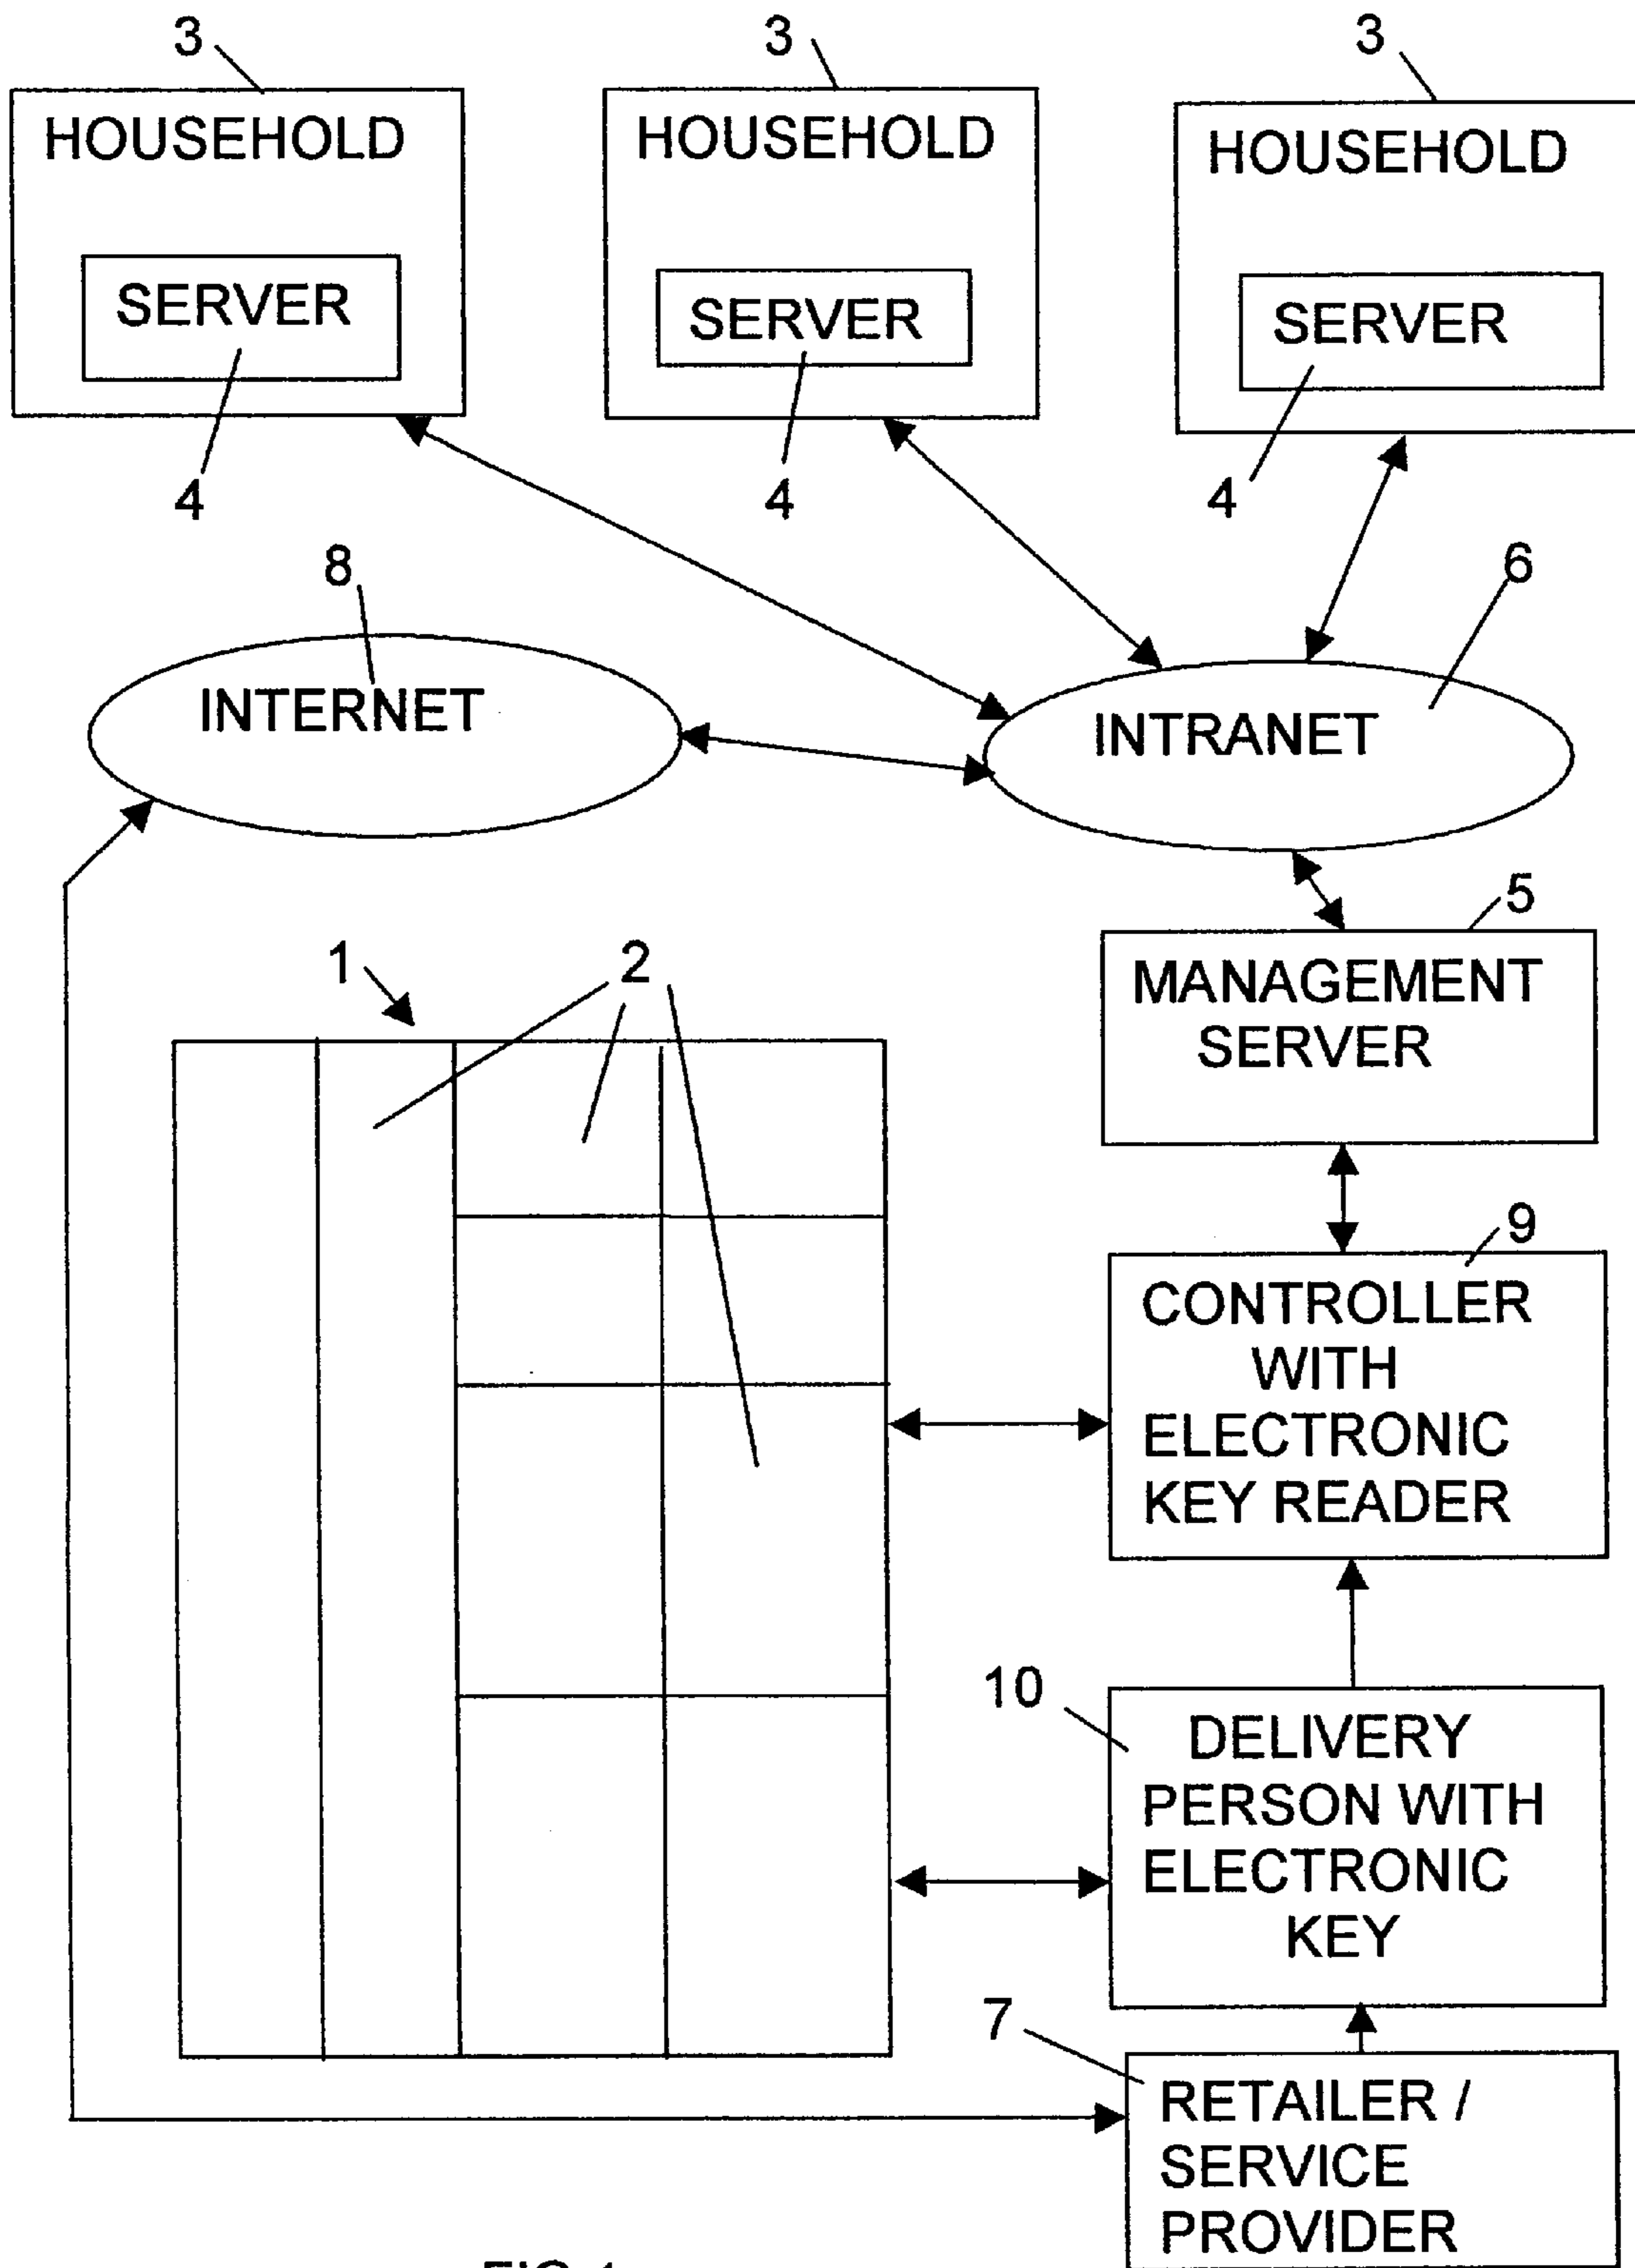 3
3
3
HOUSEHOLD
HOUSEHOLD
HOUSEHOLD
SERVER
SERVER
SERVER
4
4
4
8
6
INTERNET
INTRANET
5
1
2
MANAGEMENT
SERVER
9
CONTROLLER
WITH
ELECTRONIC
KEY READER
10
DELIVERY
PERSON WITH
ELECTRONIC
KEY
7
RETAILER /
SERVICE
PROVIDER